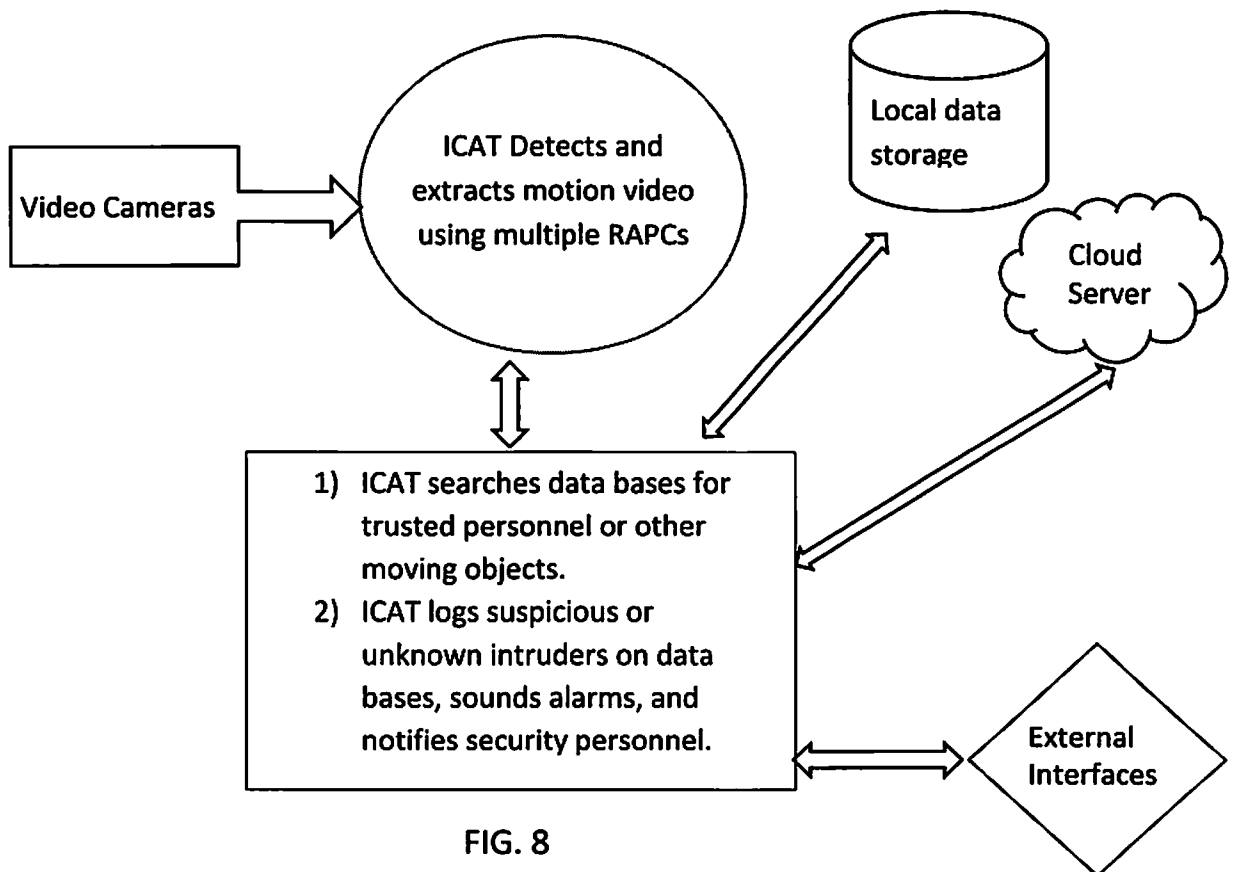 Video Cameras
ICAT Detects and
extracts motion video
using multiple RAPCs
Local data
storage
Cloud
Server
1) ICAT searches data bases for
trusted personnel or other
moving objects.
2) ICAT logs suspicious or
unknown intruders on data
bases, sounds alarms, and
notifies security personnel.
External
Interfaces
FIG. 8